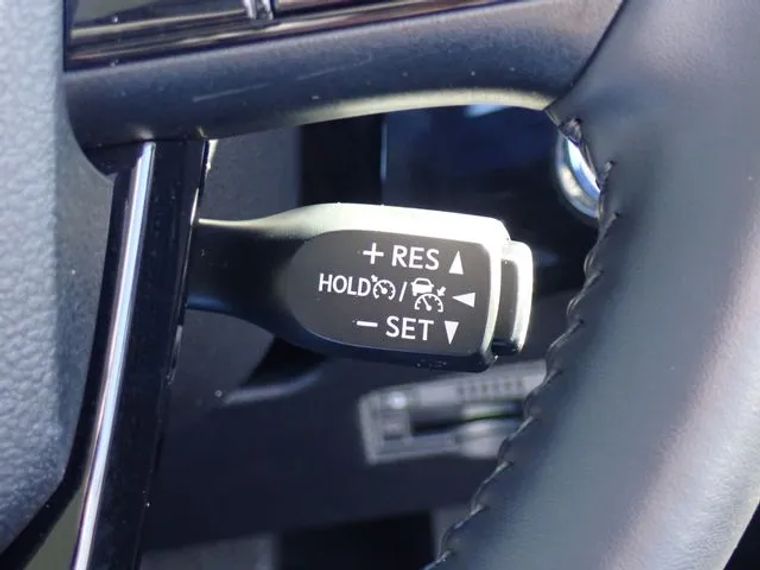 + RES ▲
HOLD / ◀
− SET ▼